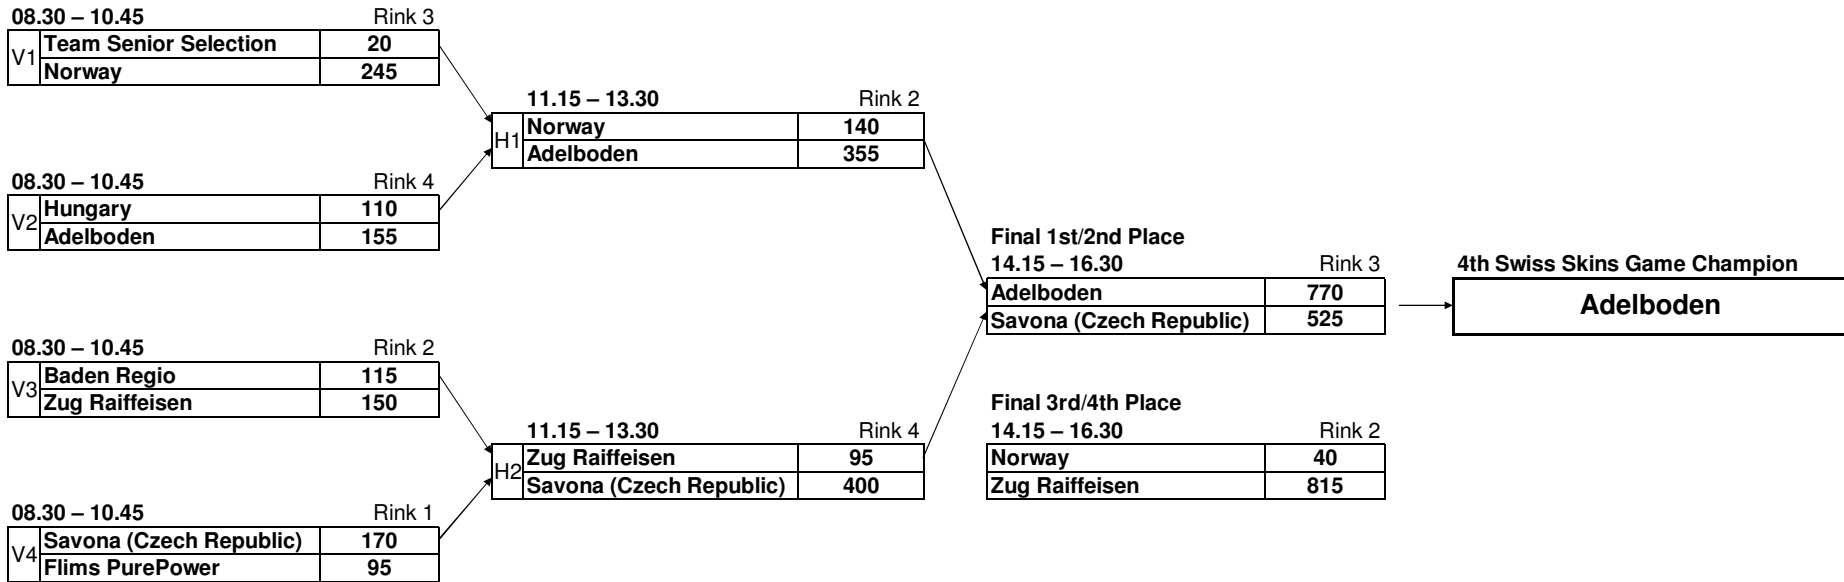 08.30 – 10.45 Rink 3
V1 Team Senior Selection 20
Norway 245
11.15 – 13.30 Rink 2
H1 Norway 140
Adelboden 355
08.30 – 10.45 Rink 4
V2 Hungary 110
Adelboden 155
Final 1st/2nd Place
14.15 – 16.30 Rink 3
Adelboden 770
Savona (Czech Republic) 525
4th Swiss Skins Game Champion
Adelboden
08.30 – 10.45 Rink 2
V3 Baden Regio 115
Zug Raiffeisen 150
11.15 – 13.30 Rink 4
H2 Zug Raiffeisen 95
Savona (Czech Republic) 400
Final 3rd/4th Place
14.15 – 16.30 Rink 2
Norway 40
Zug Raiffeisen 815
08.30 – 10.45 Rink 1
V4 Savona (Czech Republic) 170
Flims PurePower 95